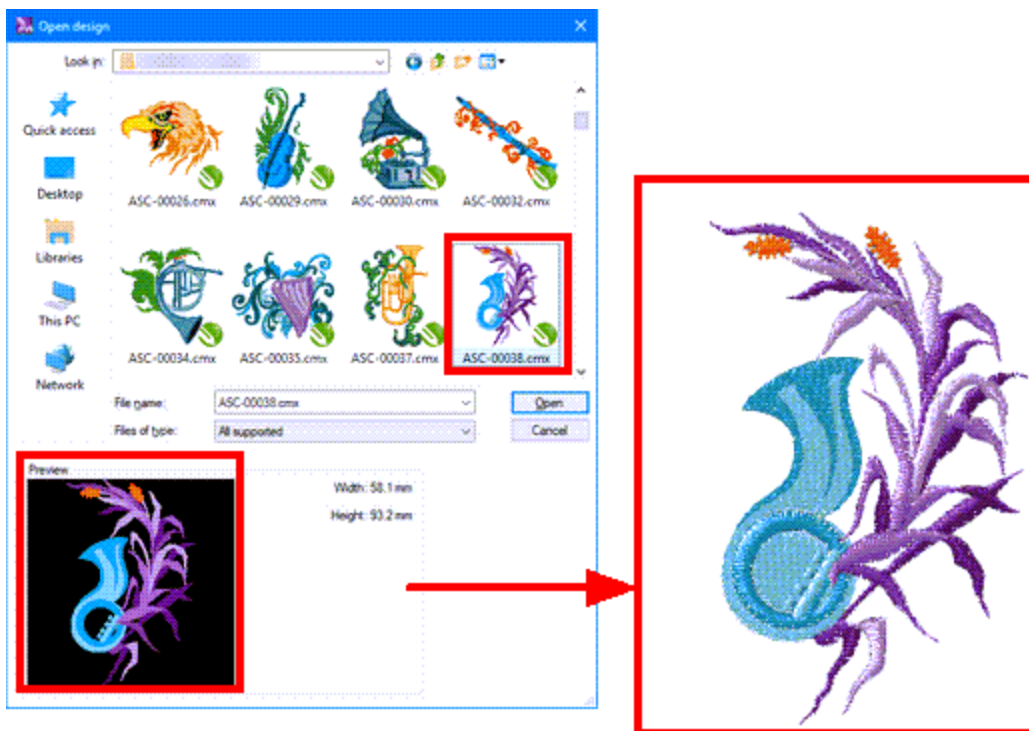 Open design
Look in:
Quick access
Desktop
Libraries
This PC
Network
ASC-00026.cmx ASC-00029.cmx ASC-00030.cmx ASC-00032.cmx
ASC-00034.cmx ASC-00035.cmx ASC-00037.cmx ASC-00038.cmx
File name: ASC-00038.cmx Open
Files of type: All supported Cancel
Preview
Width: 58.1 mm
Height: 93.2 mm